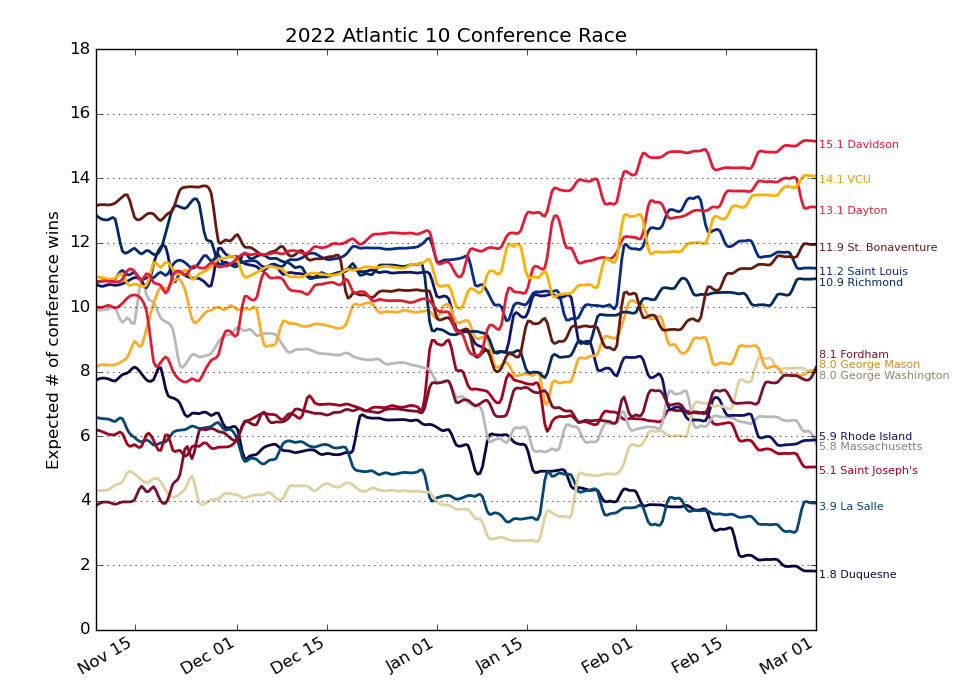 2022 Atlantic 10 Conference Race
Expected # of conference wins
18
16
14
12
10
8
6
4
2
0
Nov 15
Dec 01
Dec 15
Jan 01
Jan 15
Feb 01
Feb 15
Mar 01
15.1 Davidson
14.1 VCU
13.1 Dayton
11.9 St. Bonaventure
11.2 Saint Louis
10.9 Richmond
8.1 Fordham
8.0 George Mason
8.0 George Washington
5.9 Rhode Island
5.8 Massachusetts
5.1 Saint Joseph's
3.9 La Salle
1.8 Duquesne